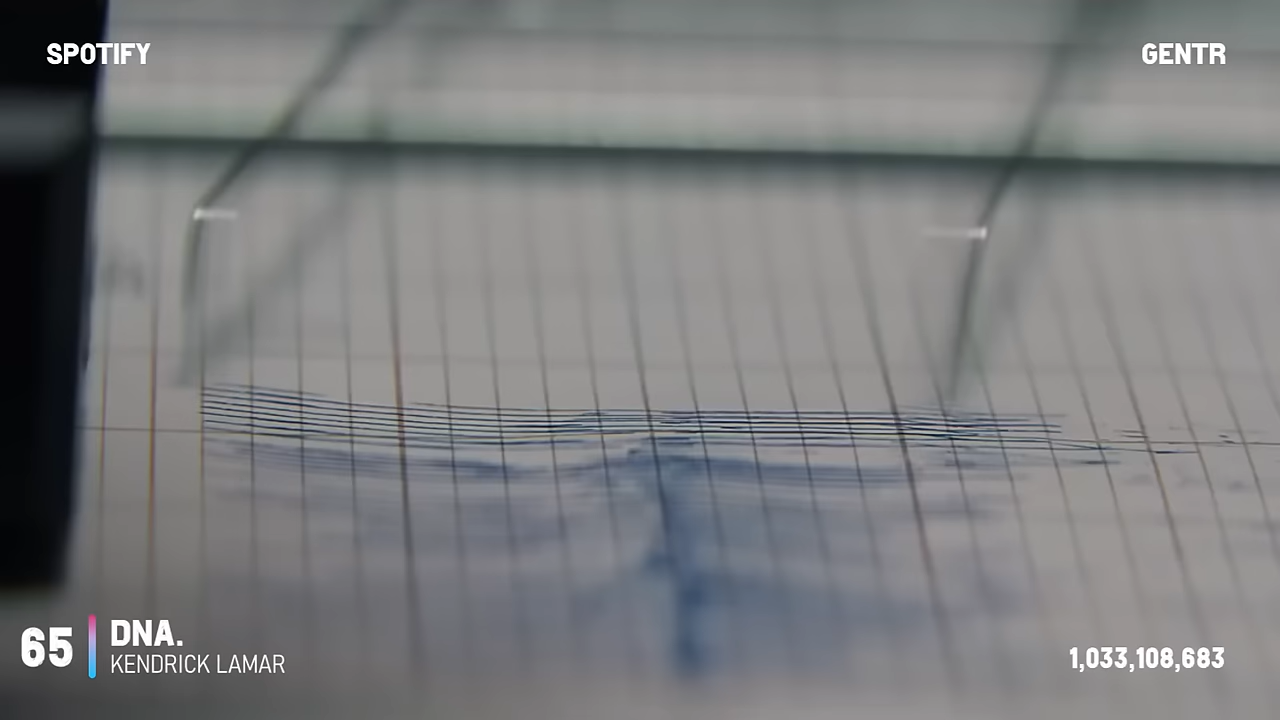 SPOTIFY
GENTR
65
DNA.
KENDRICK LAMAR
1,033,108,683